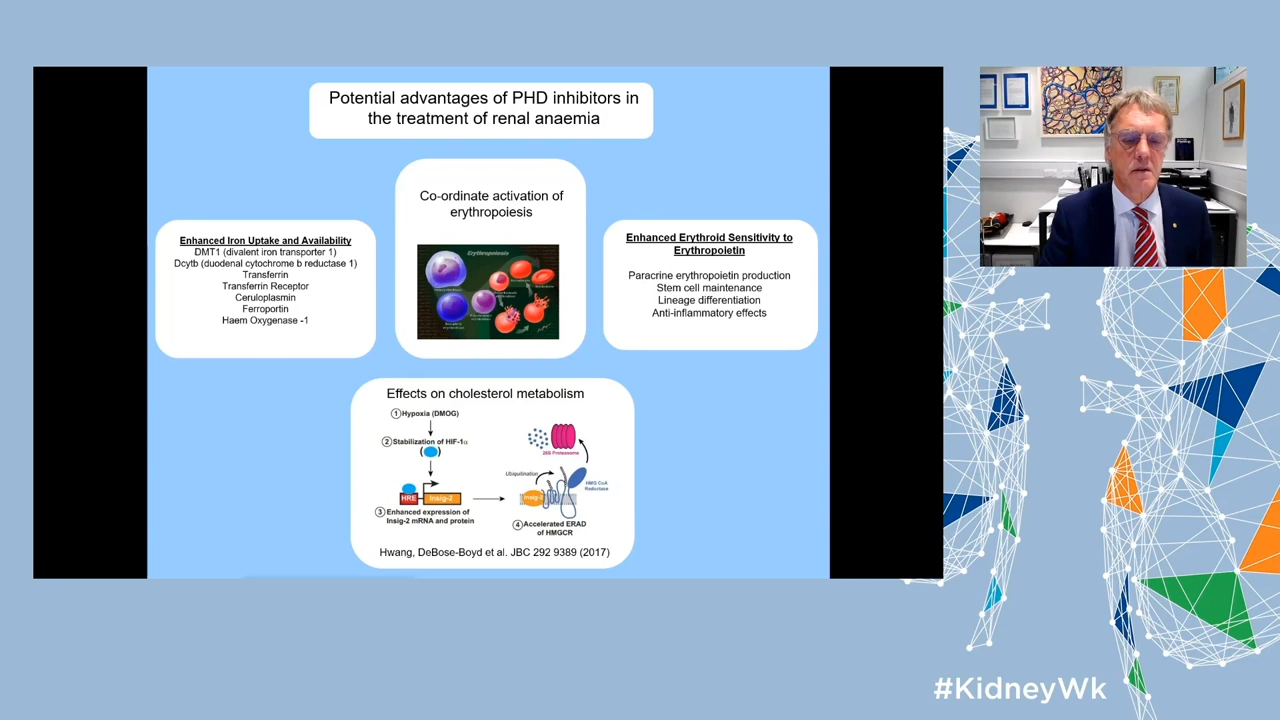 Potential advantages of PHD inhibitors in
the treatment of renal anaemia
Co-ordinate activation of
erythropoiesis
Erythropoiesis
Enhanced Iron Uptake and Availability
DMT1 (divalent iron transporter 1)
Dcytb (duodenal cytochrome b reductase 1)
Transferrin
Transferrin Receptor
Ceruloplasmin
Ferroportin
Haem Oxygenase -1
Enhanced Erythroid Sensitivity to
Erythropoietin
Paracrine erythropoietin production
Stem cell maintenance
Lineage differentiation
Anti-inflammatory effects
Effects on cholesterol metabolism
1 Hypoxia (DMOG)
2 Stabilization of HIF-1α
( )
HRE
Insig-2
3 Enhanced expression of
Insig-2 mRNA and protein
26S Proteasome
Ubiquitination
HMG CoA
Reductase
Insig-2
4 Accelerated ERAD
of HMGCR
Hwang, DeBose-Boyd et al. JBC 292 9389 (2017)
#KidneyWk